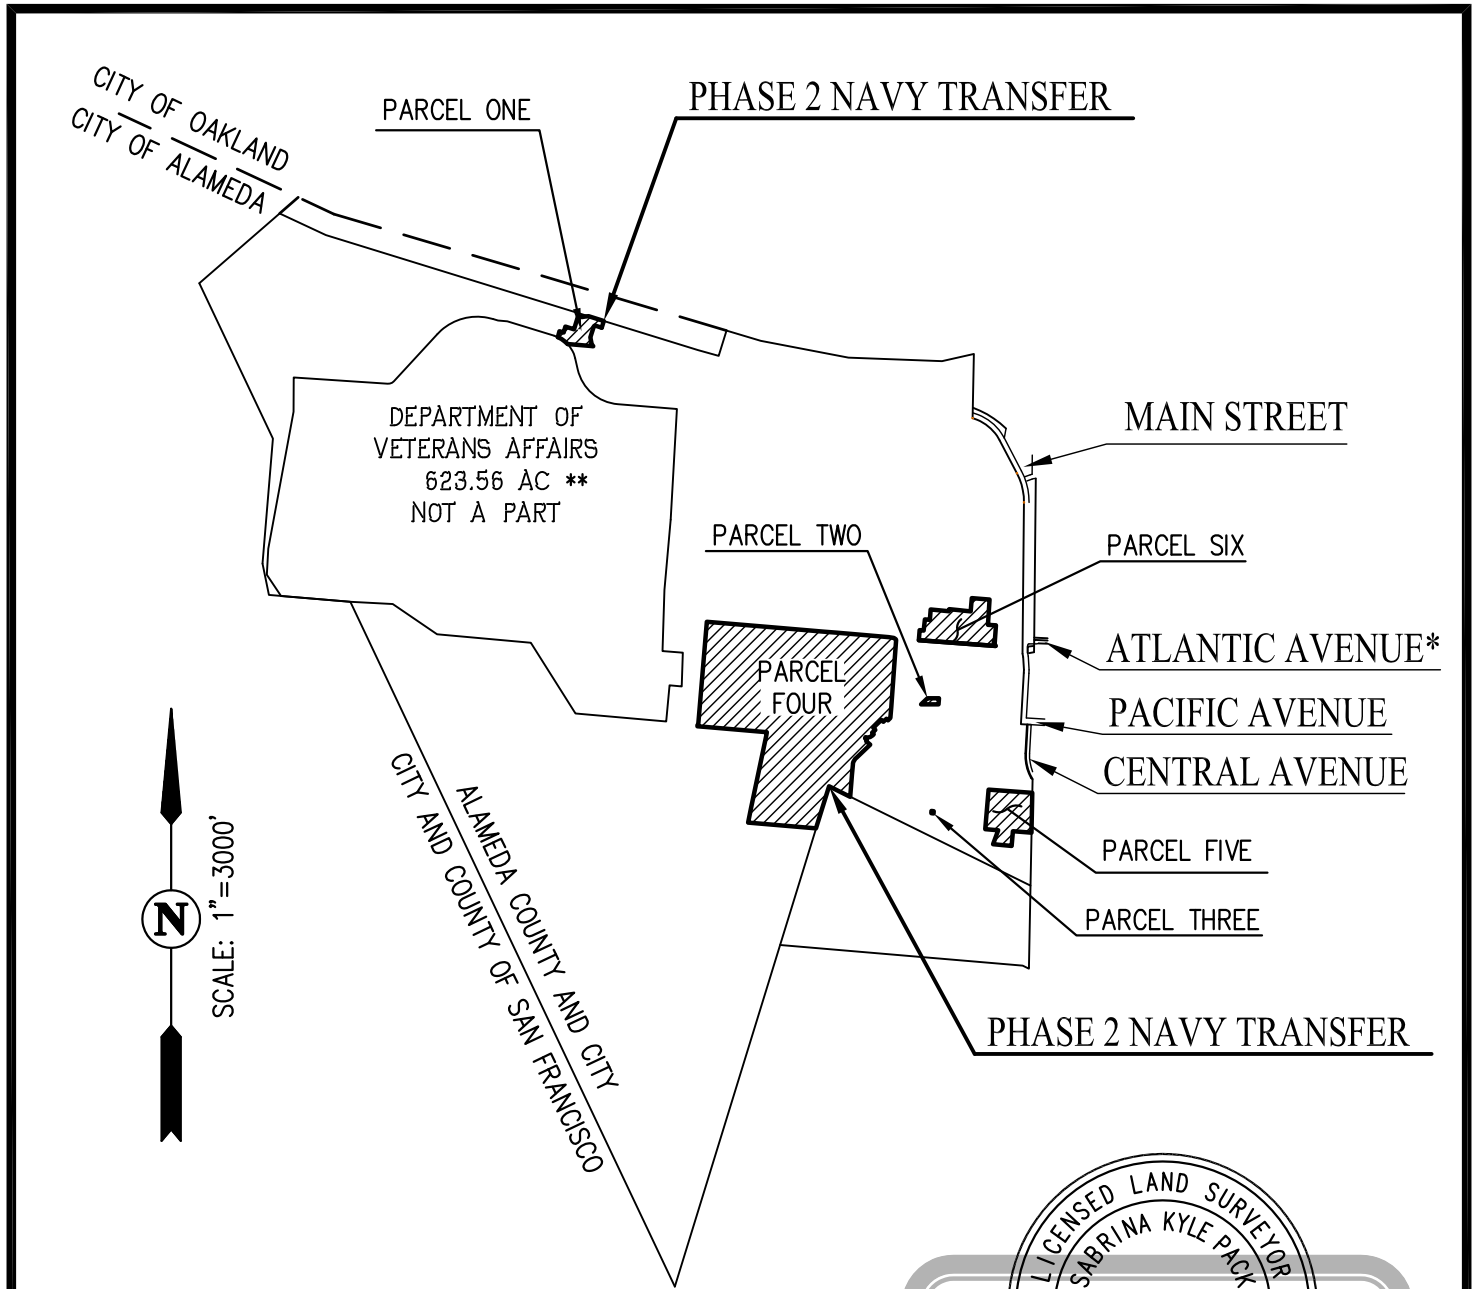 CITY OF OAKLAND
CITY OF ALAMEDA
PARCEL ONE
PHASE 2 NAVY TRANSFER
DEPARTMENT OF
VETERANS AFFAIRS
623.56 AC **
NOT A PART
MAIN STREET
PARCEL TWO
PARCEL SIX
ATLANTIC AVENUE*
PARCEL
FOUR
PACIFIC AVENUE
CENTRAL AVENUE
PARCEL FIVE
PARCEL THREE
N
SCALE: 1"=3000'
ALAMEDA COUNTY AND CITY
CITY AND COUNTY OF SAN FRANCISCO
PHASE 2 NAVY TRANSFER
LICENSED LAND SURVEYOR
SABRINA KYLE PACK